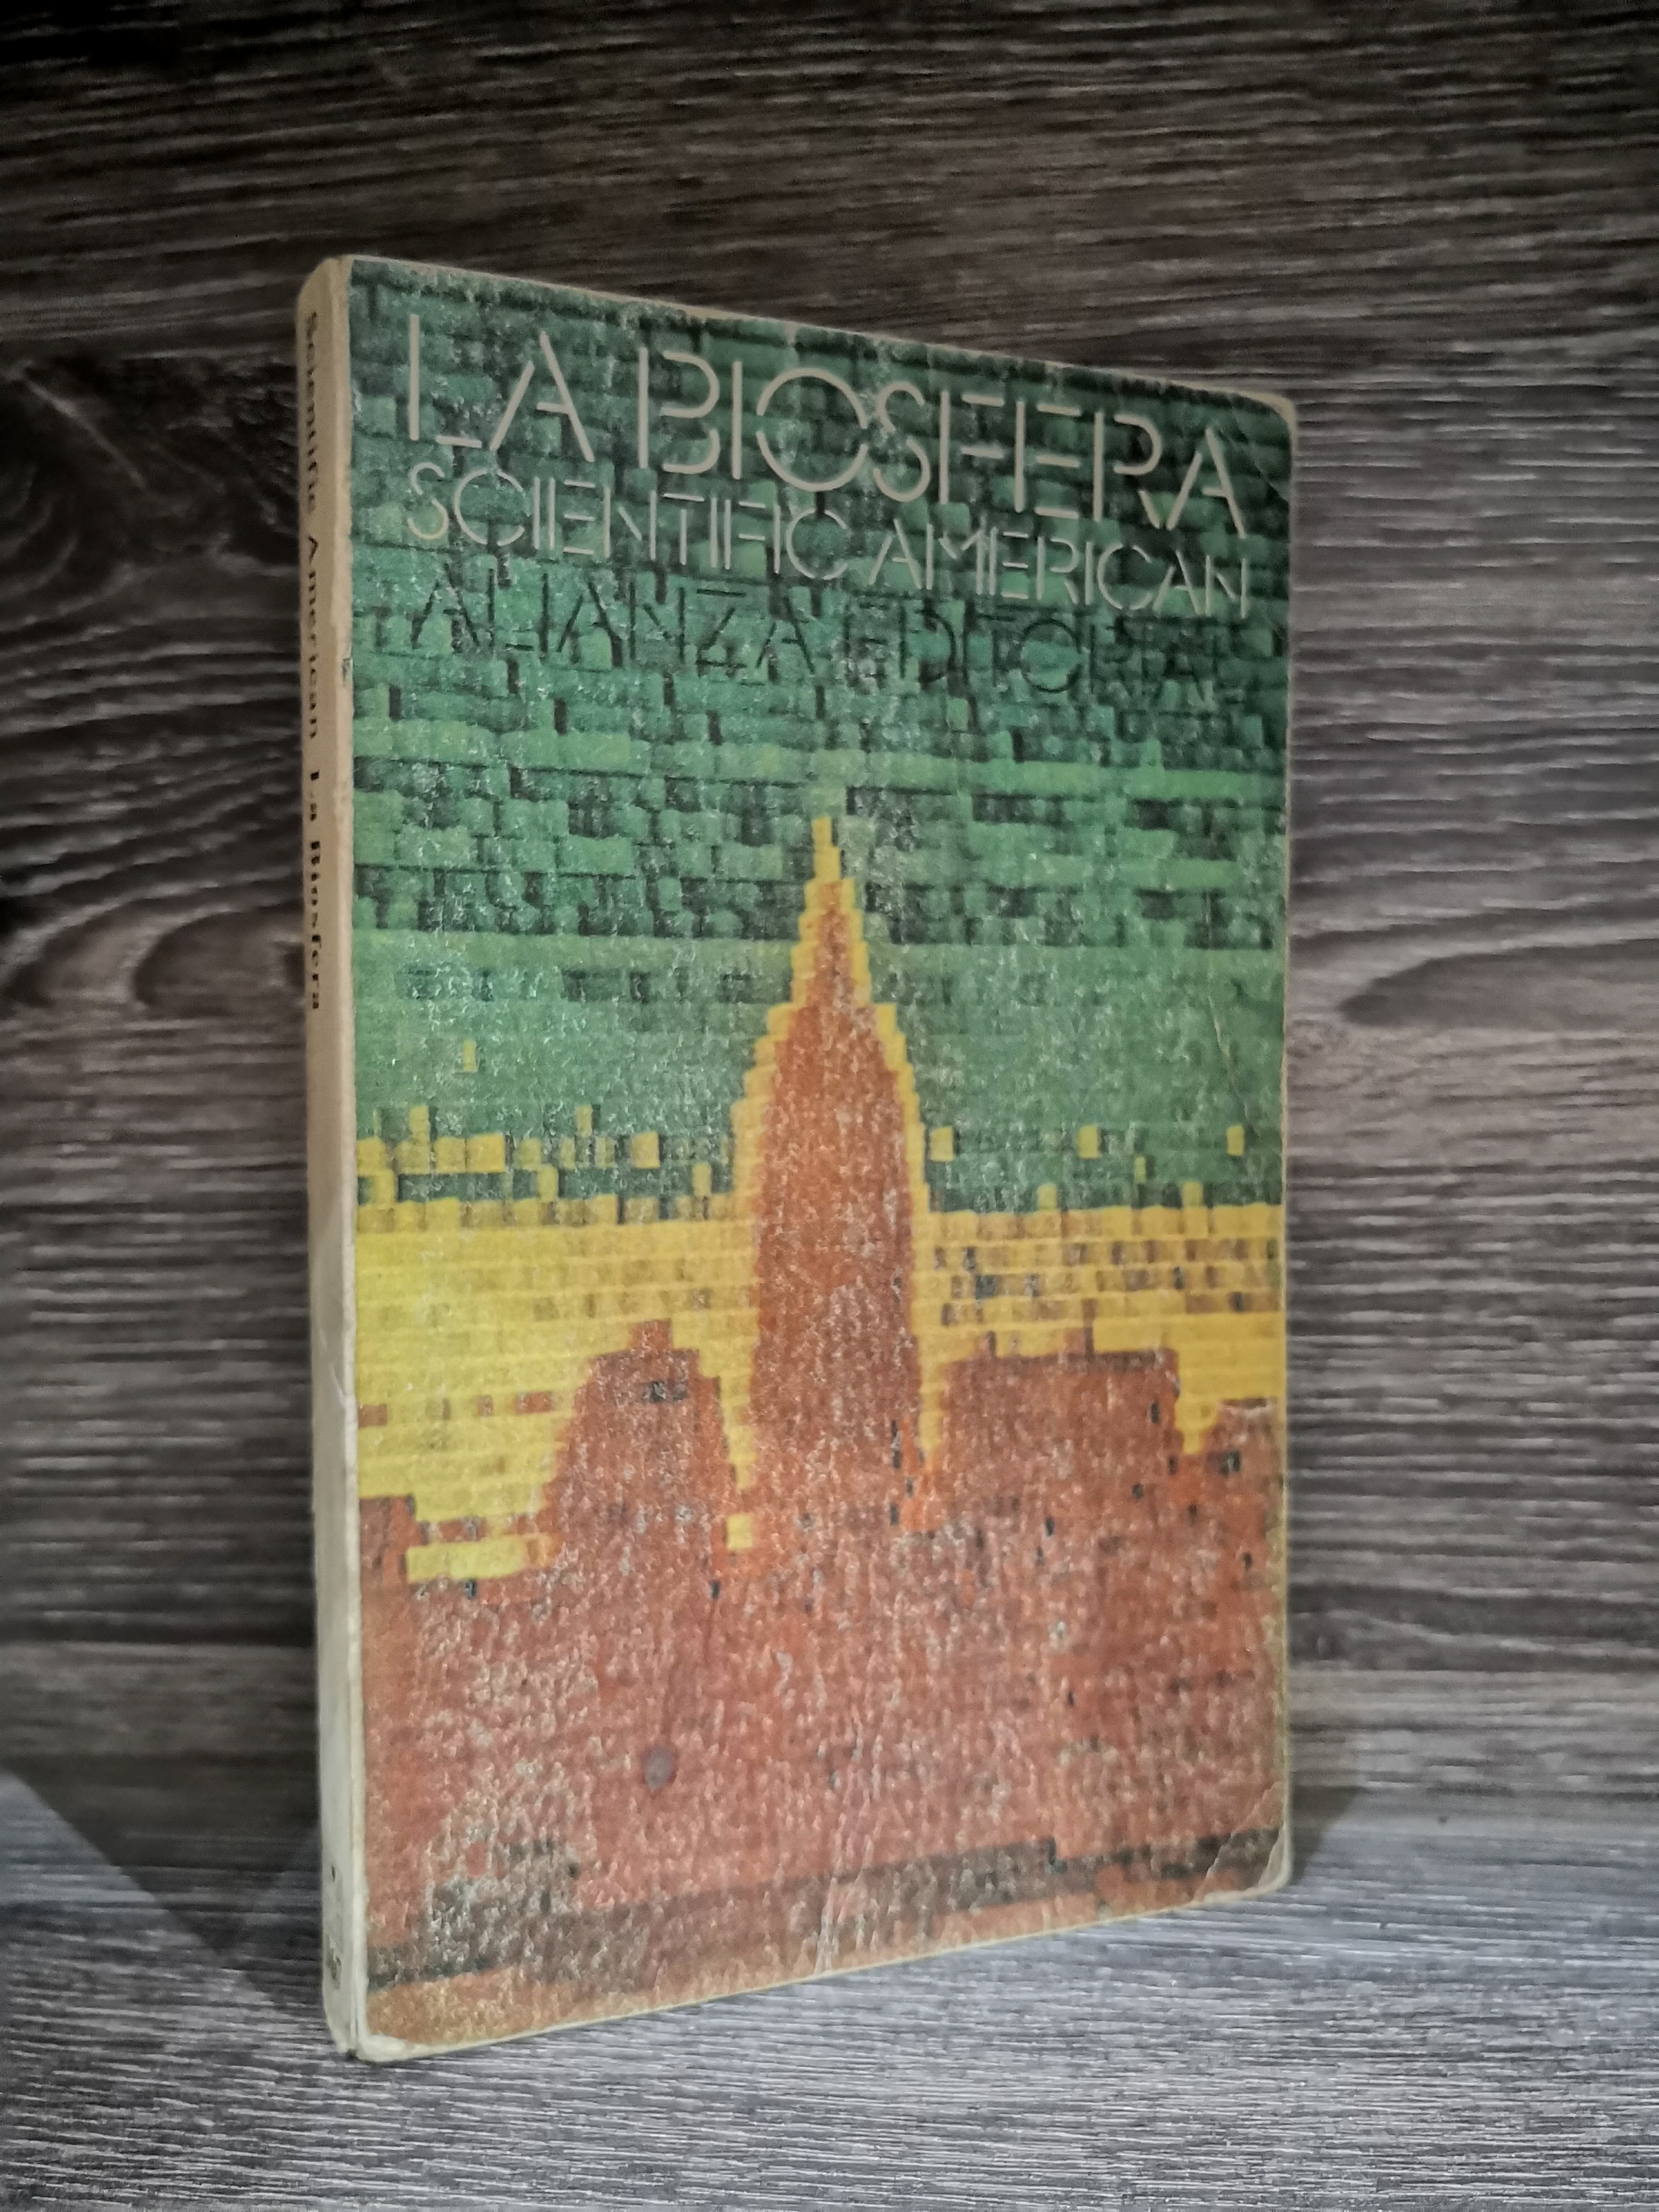 LA BIOSFERA
SCIENTIFIC AMERICAN
ALIANZA EDITORIAL
Scientific American La Biosfera